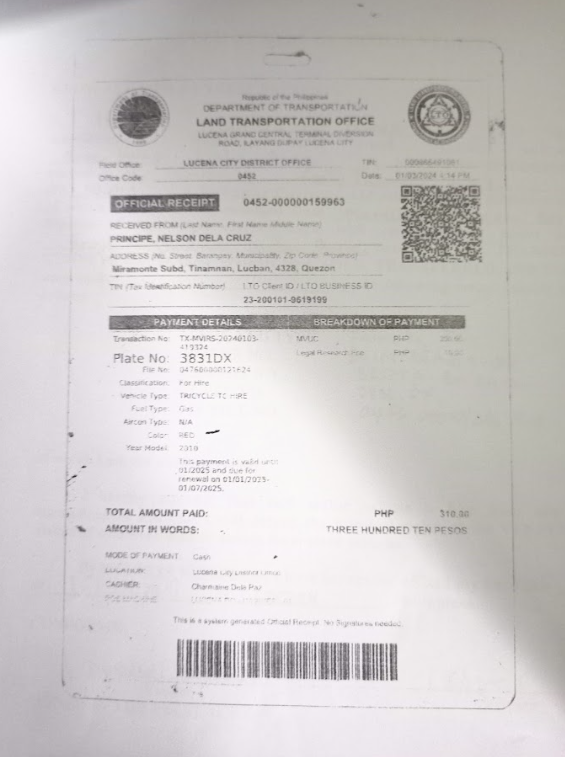 Republic of the Philippines
DEPARTMENT OF TRANSPORTATION
LAND TRANSPORTATION OFFICE
LUCENA GRAND CENTRAL TERMINAL DIVERSION
ROAD, ILAYANG DUPAY LUCENA CITY
Field Office: LUCENA CITY DISTRICT OFFICE TIN:
Office Code 0452 Date: 01/03/2024 4:14 PM
OFFICIAL RECEIPT 0452-000000159963
RECEIVED FROM (Last Name, First Name Middle Name)
PRINCIPE, NELSON DELA CRUZ
ADDRESS (No. Street Barangay, Municipality, Zip Code, Province)
Miramonte Subd, Tinamnan, Lucban, 4328, Quezon
TIN (Tax Identification Number) LTO Client ID / LTO BUSINESS ID
23-200101-9619199
PAYMENT DETAILS BREAKDOWN OF PAYMENT
Transaction No: TX-MVIRS-20240103- MVUC PHP
Legal Research Fee PHP 10.00
Plate No: 3831DX
File No:
Classification: For Hire
Vehicle Type: TRICYCLE TC HIRE
Fuel Type: Gas
Aircon Type: N/A
Color: RED
Year Model: 2018
This payment is valid until
01/2025 and due for
renewal on 01/01/2025-
01/07/2025.
TOTAL AMOUNT PAID: PHP 310.00
AMOUNT IN WORDS: THREE HUNDRED TEN PESOS
MODE OF PAYMENT Cash
LOCATION: Lucena City District Office
CASHIER: Charmaine Dela Paz
This is a system generated Official Receipt. No Signatures needed.